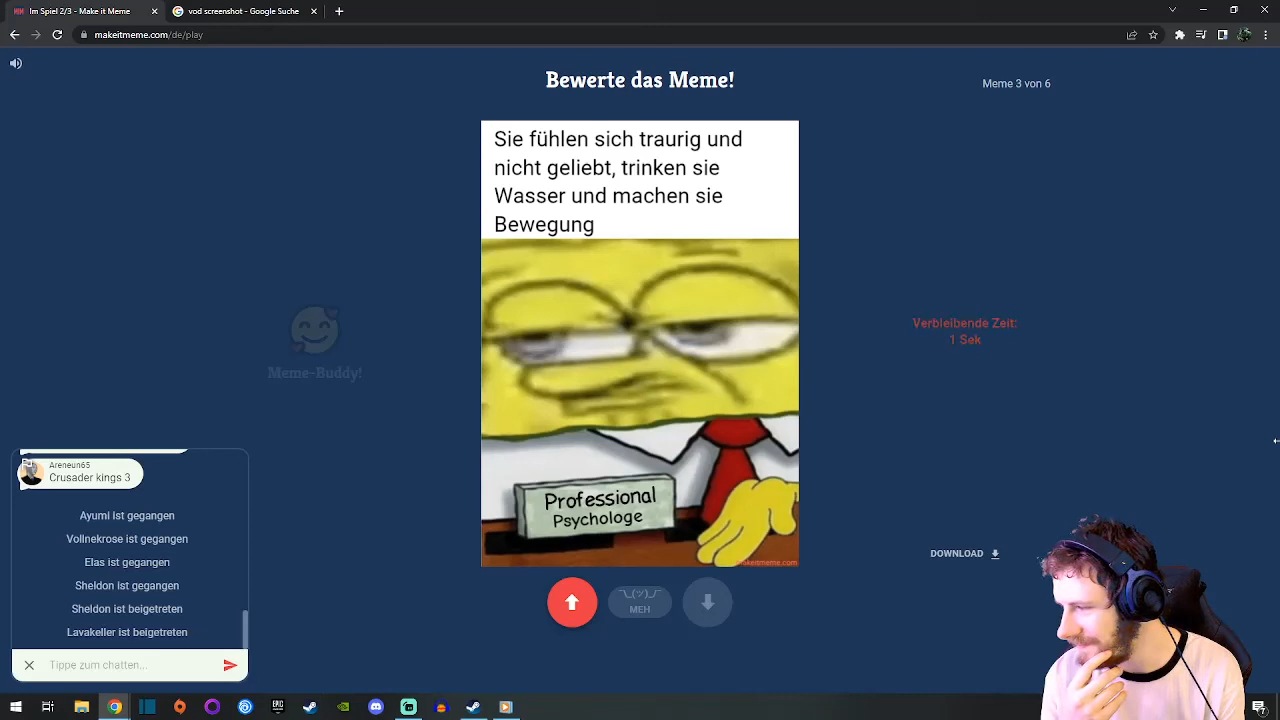 Im Spiel 2/3 - Make it Meme
vod screenshot - Google Suche
makeitmeme.com/de/play
Bewerte das Meme!
Meme 3 von 6
Sie fühlen sich traurig und
nicht geliebt, trinken sie
Wasser und machen sie
Bewegung
Meme-Buddy!
Verbleibende Zeit:
1 Sek
Professional
Psychologe
makeitmeme.com
DOWNLOAD
¯\_(ツ)_/¯
MEH
Areneun65
Crusader kings 3
Ayumi ist gegangen
Vollnekrose ist gegangen
Elas ist gegangen
Sheldon ist gegangen
Sheldon ist beigetreten
Lavakeller ist beigetreten
Tippe zum chatten...